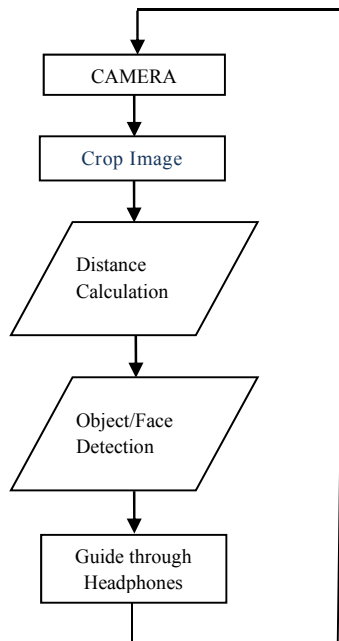 CAMERA
Crop Image
Distance
Calculation
Object/Face
Detection
Guide through
Headphones